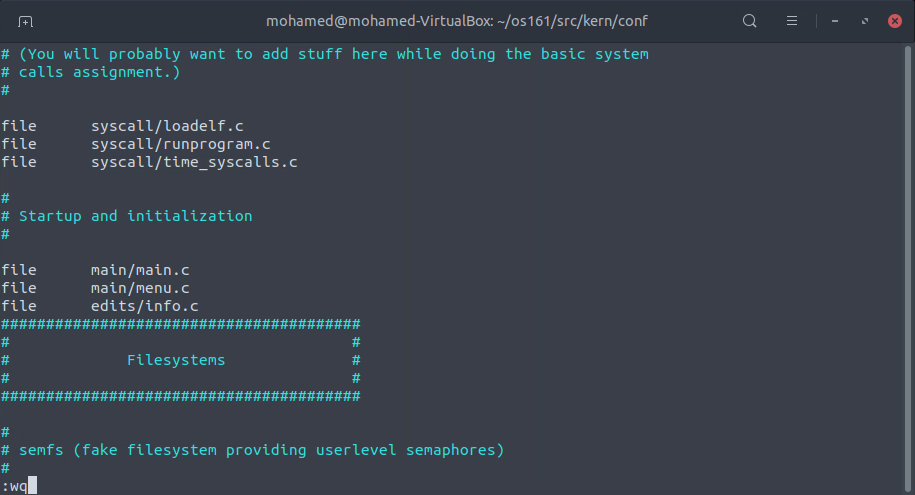 mohamed@mohamed-VirtualBox: ~/os161/src/kern/conf
# (You will probably want to add stuff here while doing the basic system
# calls assignment.)
#
file      syscall/loadelf.c
file      syscall/runprogram.c
file      syscall/time_syscalls.c
#
# Startup and initialization
#
file      main/main.c
file      main/menu.c
file      edits/info.c
########################################
#                                      #
#             Filesystems              #
#                                      #
########################################
#
# semfs (fake filesystem providing userlevel semaphores)
#
:wq